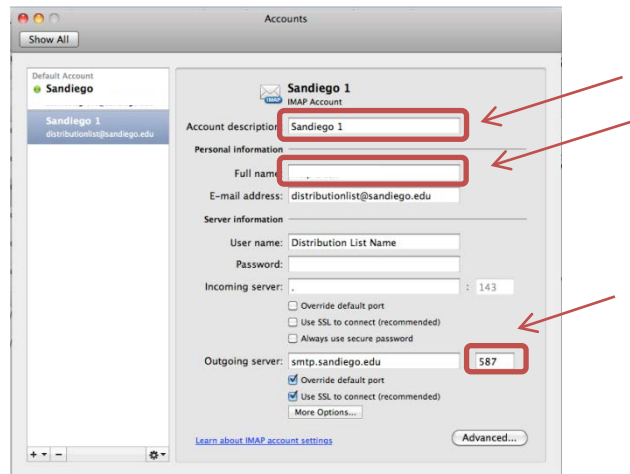 Accounts
Show All
Default Account
Sandiego
Sandiego 1
distributionlist@sandiego.edu
Sandiego 1
IMAP
IMAP Account
Account description: Sandiego 1
Personal information
Full name:
E-mail address: distributionlist@sandiego.edu
Server information
User name: Distribution List Name
Password:
Incoming server: . : 143
Override default port
Use SSL to connect (recommended)
Always use secure password
Outgoing server: smtp.sandiego.edu 587
Override default port
Use SSL to connect (recommended)
More Options...
Learn about IMAP account settings
Advanced...